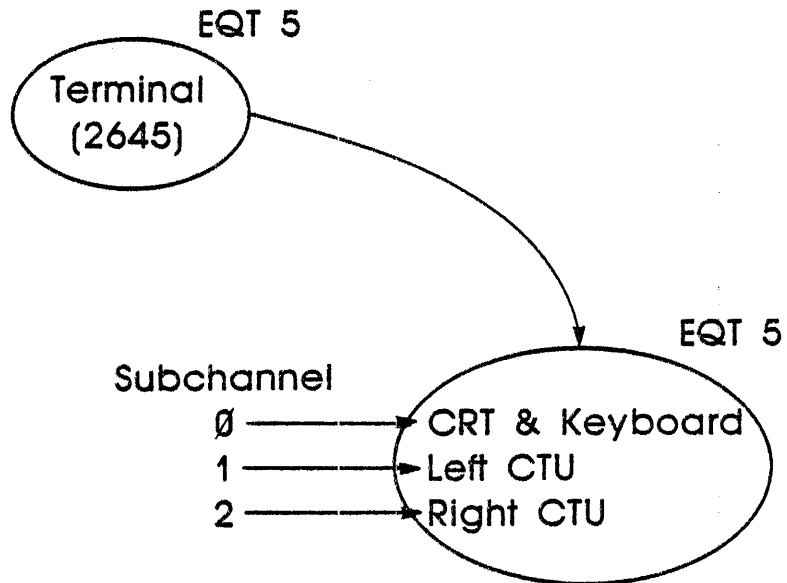 EQT 5
Terminal
(2645)
EQT 5
Subchannel
Ø CRT & Keyboard
1 Left CTU
2 Right CTU